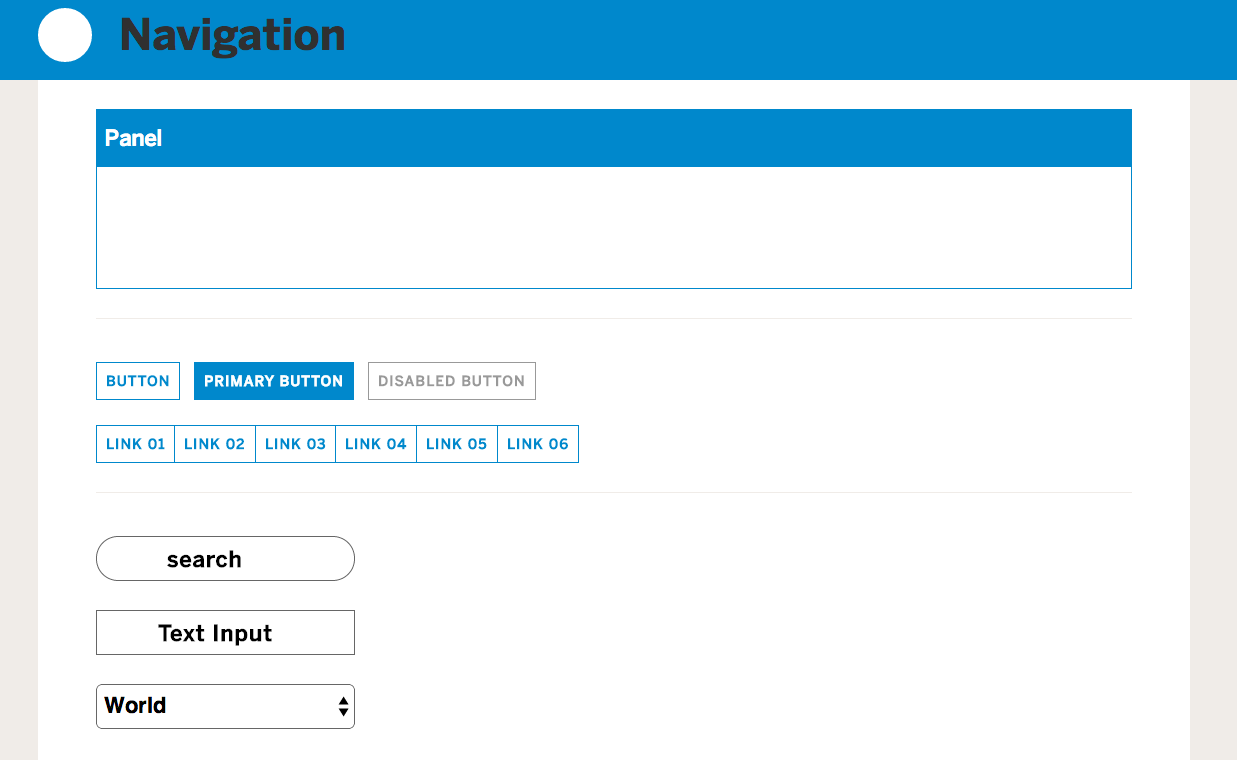 Navigation
Panel
BUTTON PRIMARY BUTTON DISABLED BUTTON
LINK 01 LINK 02 LINK 03 LINK 04 LINK 05 LINK 06
search
Text Input
World